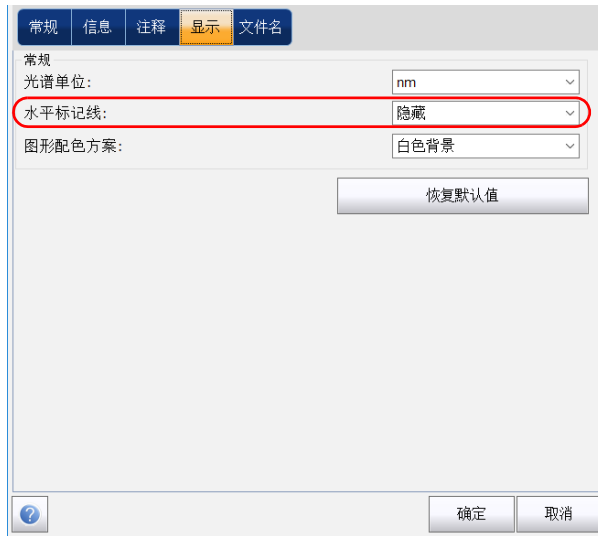 常规 信息 注释 显示 文件名
常规
光谱单位: nm
水平标记线: 隐藏
图形配色方案: 白色背景
恢复默认值
? 确定 取消